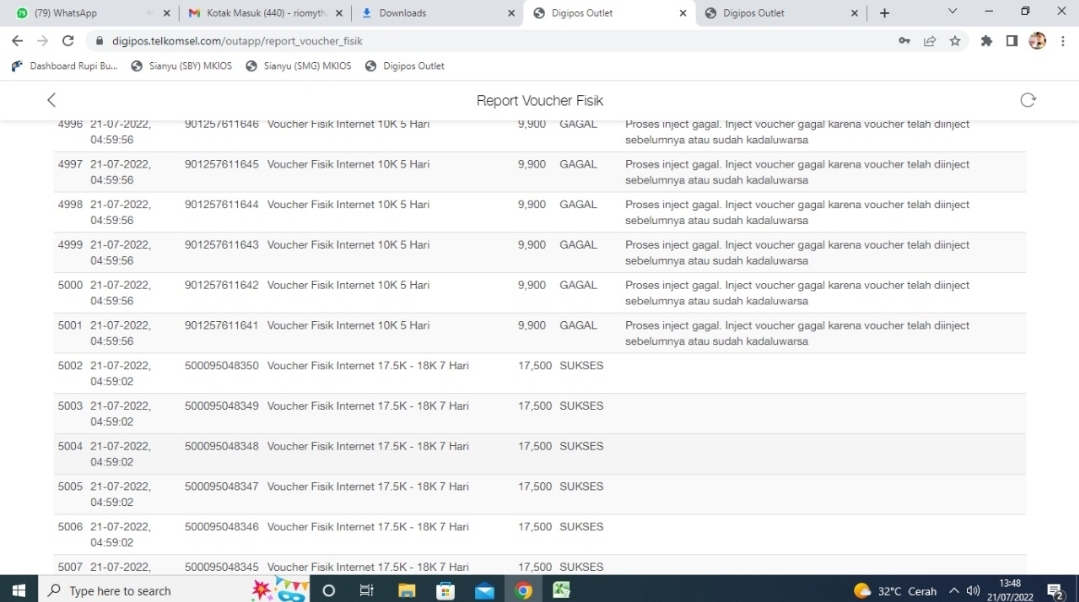 (79) WhatsApp
Kotak Masuk (440) - riomyth
Downloads
Digipos Outlet
Digipos Outlet
digipos.telkomsel.com/outapp/report_voucher_fisik
Dashboard Rupi Bu...
Sianyu (SBY) MKIOS
Sianyu (SMG) MKIOS
Digipos Outlet
Report Voucher Fisik
4996 21-07-2022, 901257611646 Voucher Fisik Internet 10K 5 Hari 9,900 GAGAL Proses inject gagal. Inject voucher gagal karena voucher telah diinject
04:59:56 sebelumnya atau sudah kadaluwarsa
4997 21-07-2022, 901257611645 Voucher Fisik Internet 10K 5 Hari 9,900 GAGAL Proses inject gagal. Inject voucher gagal karena voucher telah diinject
04:59:56 sebelumnya atau sudah kadaluwarsa
4998 21-07-2022, 901257611644 Voucher Fisik Internet 10K 5 Hari 9,900 GAGAL Proses inject gagal. Inject voucher gagal karena voucher telah diinject
04:59:56 sebelumnya atau sudah kadaluwarsa
4999 21-07-2022, 901257611643 Voucher Fisik Internet 10K 5 Hari 9,900 GAGAL Proses inject gagal. Inject voucher gagal karena voucher telah diinject
04:59:56 sebelumnya atau sudah kadaluwarsa
5000 21-07-2022, 901257611642 Voucher Fisik Internet 10K 5 Hari 9,900 GAGAL Proses inject gagal. Inject voucher gagal karena voucher telah diinject
04:59:56 sebelumnya atau sudah kadaluwarsa
5001 21-07-2022, 901257611641 Voucher Fisik Internet 10K 5 Hari 9,900 GAGAL Proses inject gagal. Inject voucher gagal karena voucher telah diinject
04:59:56 sebelumnya atau sudah kadaluwarsa
5002 21-07-2022, 500095048350 Voucher Fisik Internet 17.5K - 18K 7 Hari 17,500 SUKSES
04:59:02
5003 21-07-2022, 500095048349 Voucher Fisik Internet 17.5K - 18K 7 Hari 17,500 SUKSES
04:59:02
5004 21-07-2022, 500095048348 Voucher Fisik Internet 17.5K - 18K 7 Hari 17,500 SUKSES
04:59:02
5005 21-07-2022, 500095048347 Voucher Fisik Internet 17.5K - 18K 7 Hari 17,500 SUKSES
04:59:02
5006 21-07-2022, 500095048346 Voucher Fisik Internet 17.5K - 18K 7 Hari 17,500 SUKSES
04:59:02
5007 21-07-2022, 500095048345 Voucher Fisik Internet 17.5K - 18K 7 Hari 17,500 SUKSES
Type here to search
32°C Cerah
13:48
21/07/2022
2